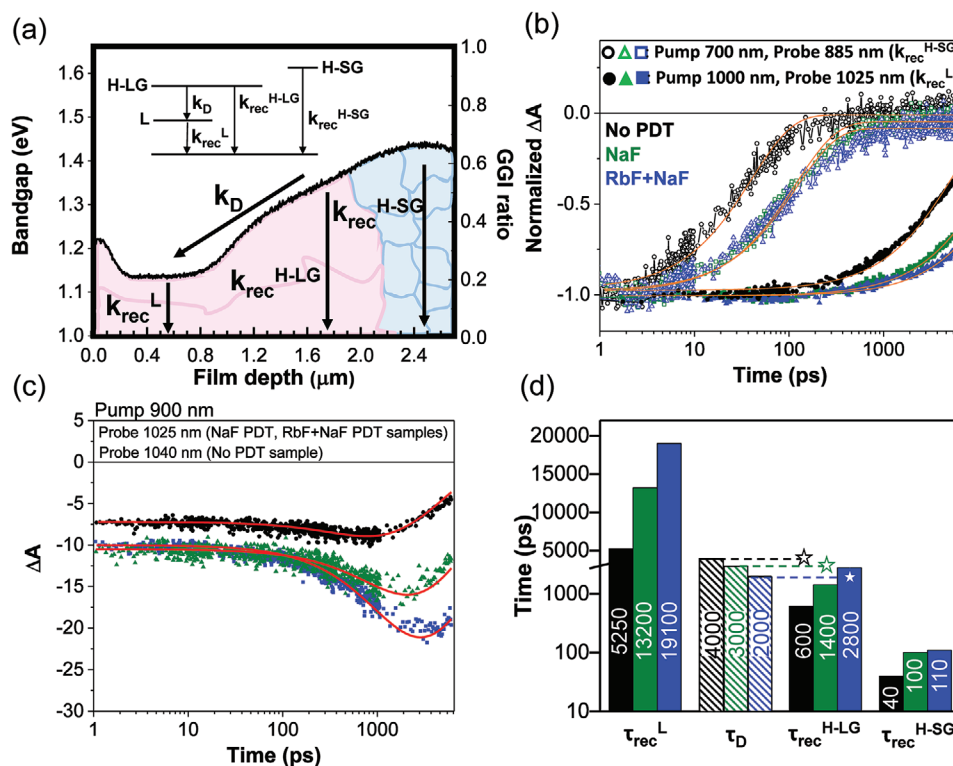 (a)
Bandgap (eV)
1.6
1.5
1.4
1.3
1.2
1.1
1.0
1.0
0.8
0.6
0.4
0.2
0.0
GGI ratio
H-SG
H-LG
k_D
L
k_rec^L
k_rec^H-LG
k_rec^H-SG
k_D
k_rec^H-SG
k_rec^H-LG
k_rec^L
0.0 0.4 0.8 1.2 1.6 2.0 2.4
Film depth (μm)
(b)
Pump 700 nm, Probe 885 nm (k_rec^H-SG)
Pump 1000 nm, Probe 1025 nm (k_rec^L
No PDT
NaF
RbF+NaF
Normalized ΔA
0.0
-0.5
-1.0
1 10 100 1000
Time (ps)
(c)
Pump 900 nm
Probe 1025 nm (NaF PDT, RbF+NaF PDT samples)
Probe 1040 nm (No PDT sample)
ΔA
5
0
-5
-10
-15
-20
-25
-30
1 10 100 1000
Time (ps)
(d)
Time (ps)
20000
15000
10000
5000
1000
100
10
5250
13200
19100
4000
3000
2000
600
1400
2800
40
100
110
τ_rec^L τ_D τ_rec^H-LG τ_rec^H-SG